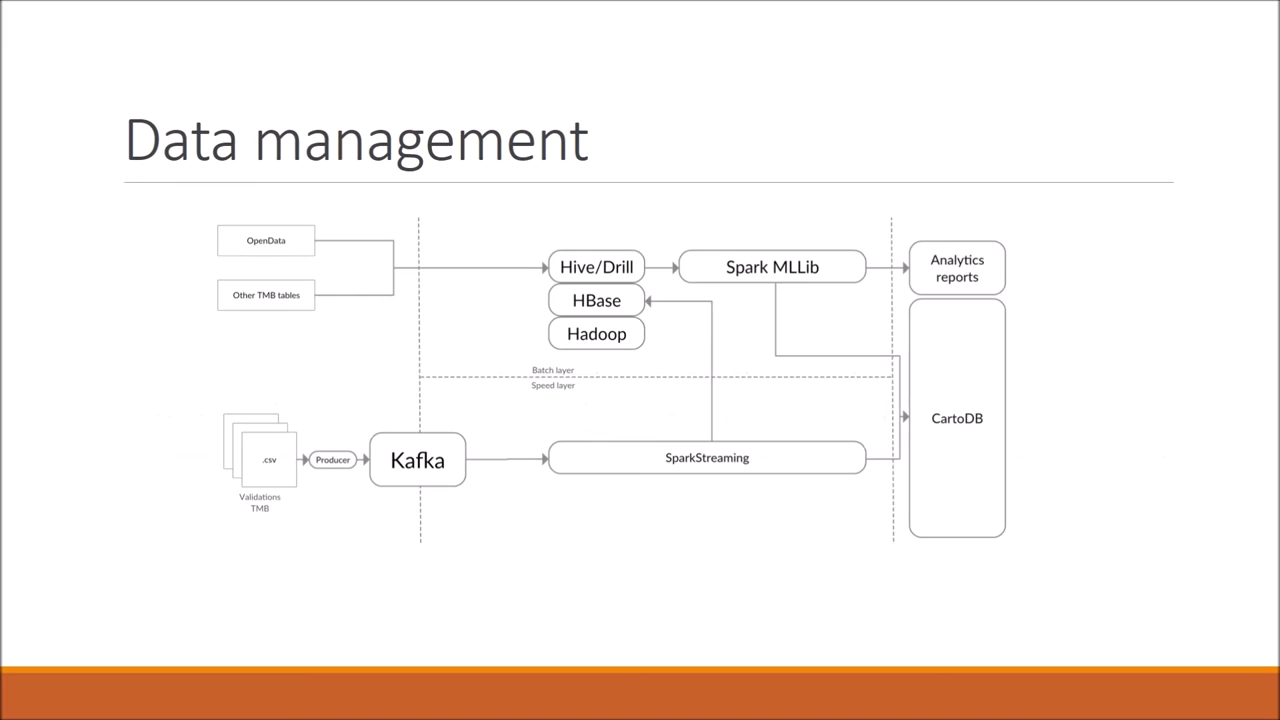 Data management
OpenData
Other TMB tables
Hive/Drill
HBase
Hadoop
Spark MLLib
Analytics
reports
Batch layer
Speed layer
CartoDB
.csv
Producer
Kafka
SparkStreaming
Validations
TMB